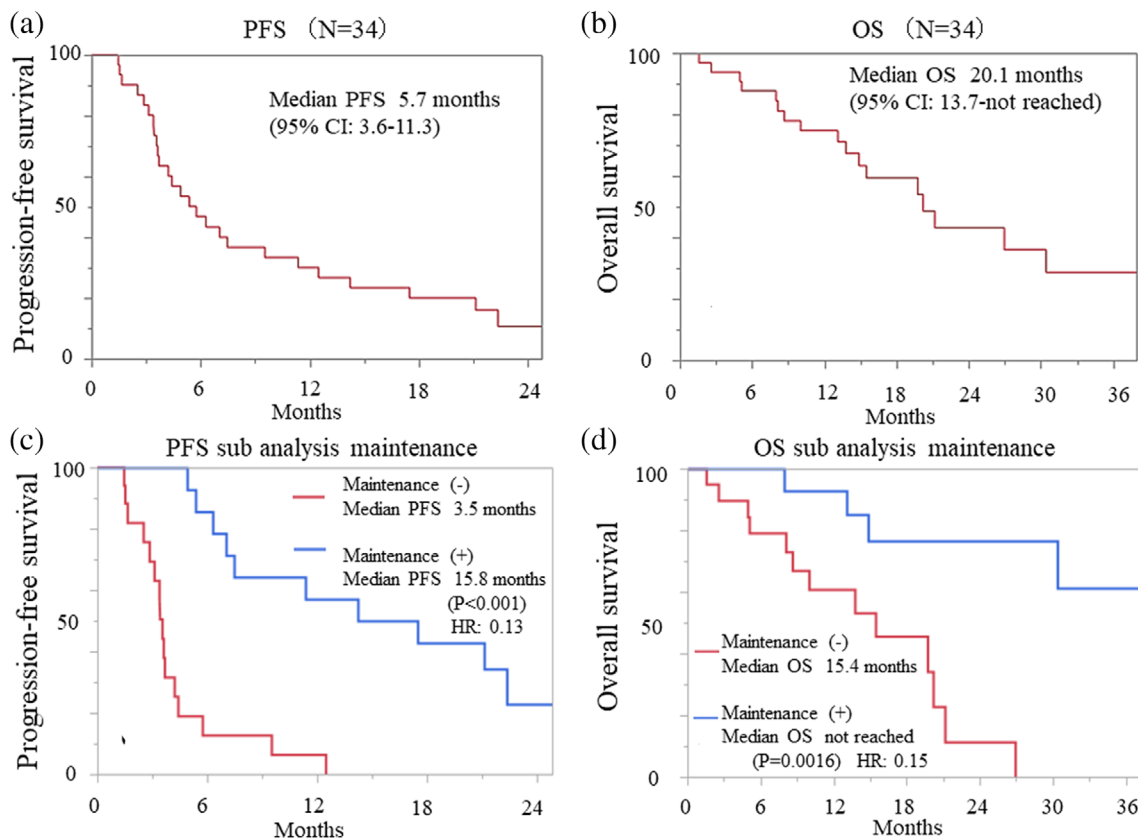 (a)
PFS （N=34）
Progression-free survival
100
50
0
Median PFS 5.7 months
(95% CI: 3.6-11.3)
0 6 12 18 24
Months
(b)
OS （N=34）
Overall survival
100
50
0
Median OS 20.1 months
(95% CI: 13.7-not reached)
0 6 12 18 24 30 36
Months
(c)
PFS sub analysis maintenance
Progression-free survival
100
50
0
Maintenance (-)
Median PFS 3.5 months
Maintenance (+)
Median PFS 15.8 months
(P<0.001)
HR: 0.13
0 6 12 18 24
Months
(d)
OS sub analysis maintenance
Overall survival
100
50
0
Maintenance (-)
Median OS 15.4 months
Maintenance (+)
Median OS not reached
(P=0.0016) HR: 0.15
0 6 12 18 24 30 36
Months